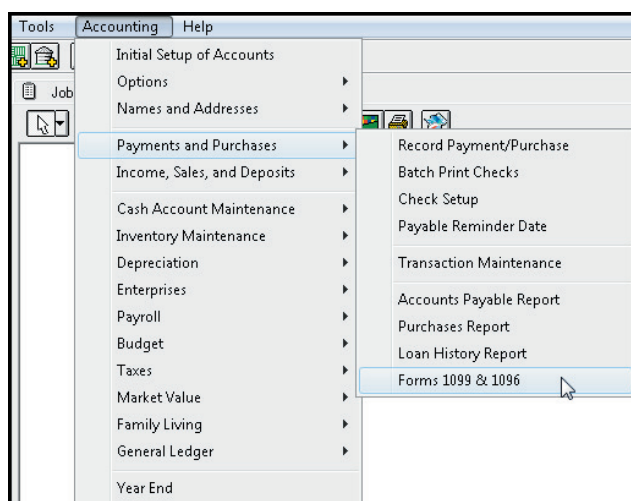 Tools Accounting Help
Initial Setup of Accounts
Options
Job
Names and Addresses
Payments and Purchases
Income, Sales, and Deposits
Cash Account Maintenance
Inventory Maintenance
Depreciation
Enterprises
Payroll
Budget
Taxes
Market Value
Family Living
General Ledger
Year End
Record Payment/Purchase
Batch Print Checks
Check Setup
Payable Reminder Date
Transaction Maintenance
Accounts Payable Report
Purchases Report
Loan History Report
Forms 1099 & 1096